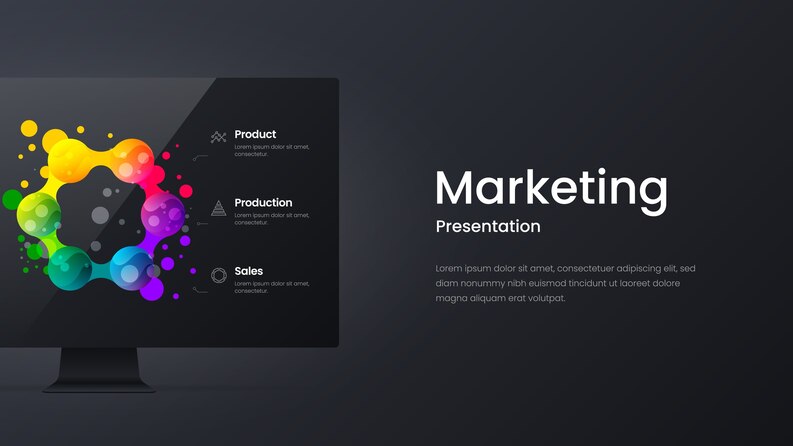 Product
Lorem ipsum dolor sit amet,
consectetur.
Production
Lorem ipsum dolor sit amet,
consectetur.
Sales
Lorem ipsum dolor sit amet,
consectetur.
Marketing
Presentation
Lorem ipsum dolor sit amet, consectetuer adipiscing elit, sed
diam nonummy nibh euismod tincidunt ut laoreet dolore
magna aliquam erat volutpat.